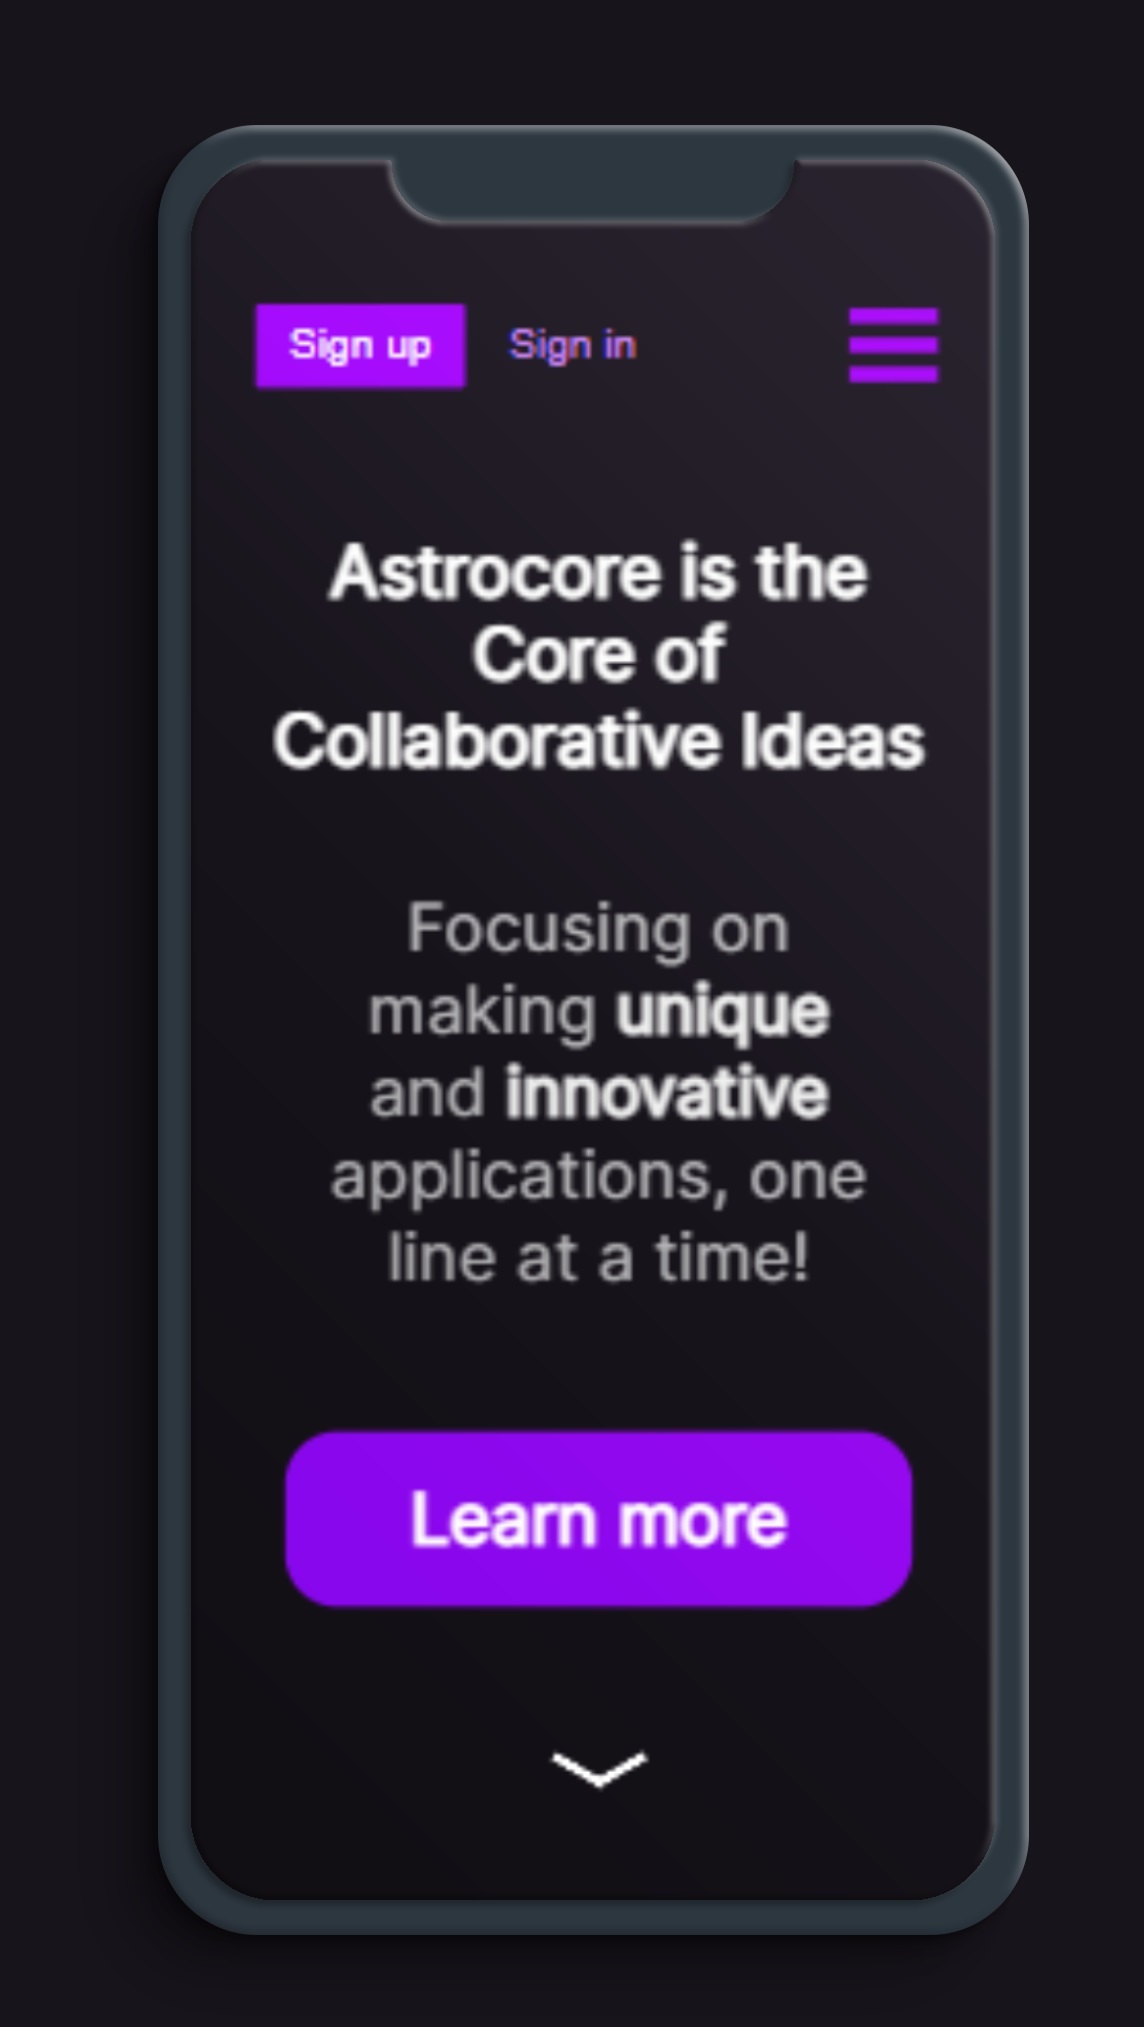 Sign up Sign in
Astrocore is the
Core of
Collaborative Ideas
Focusing on
making unique
and innovative
applications, one
line at a time!
Learn more